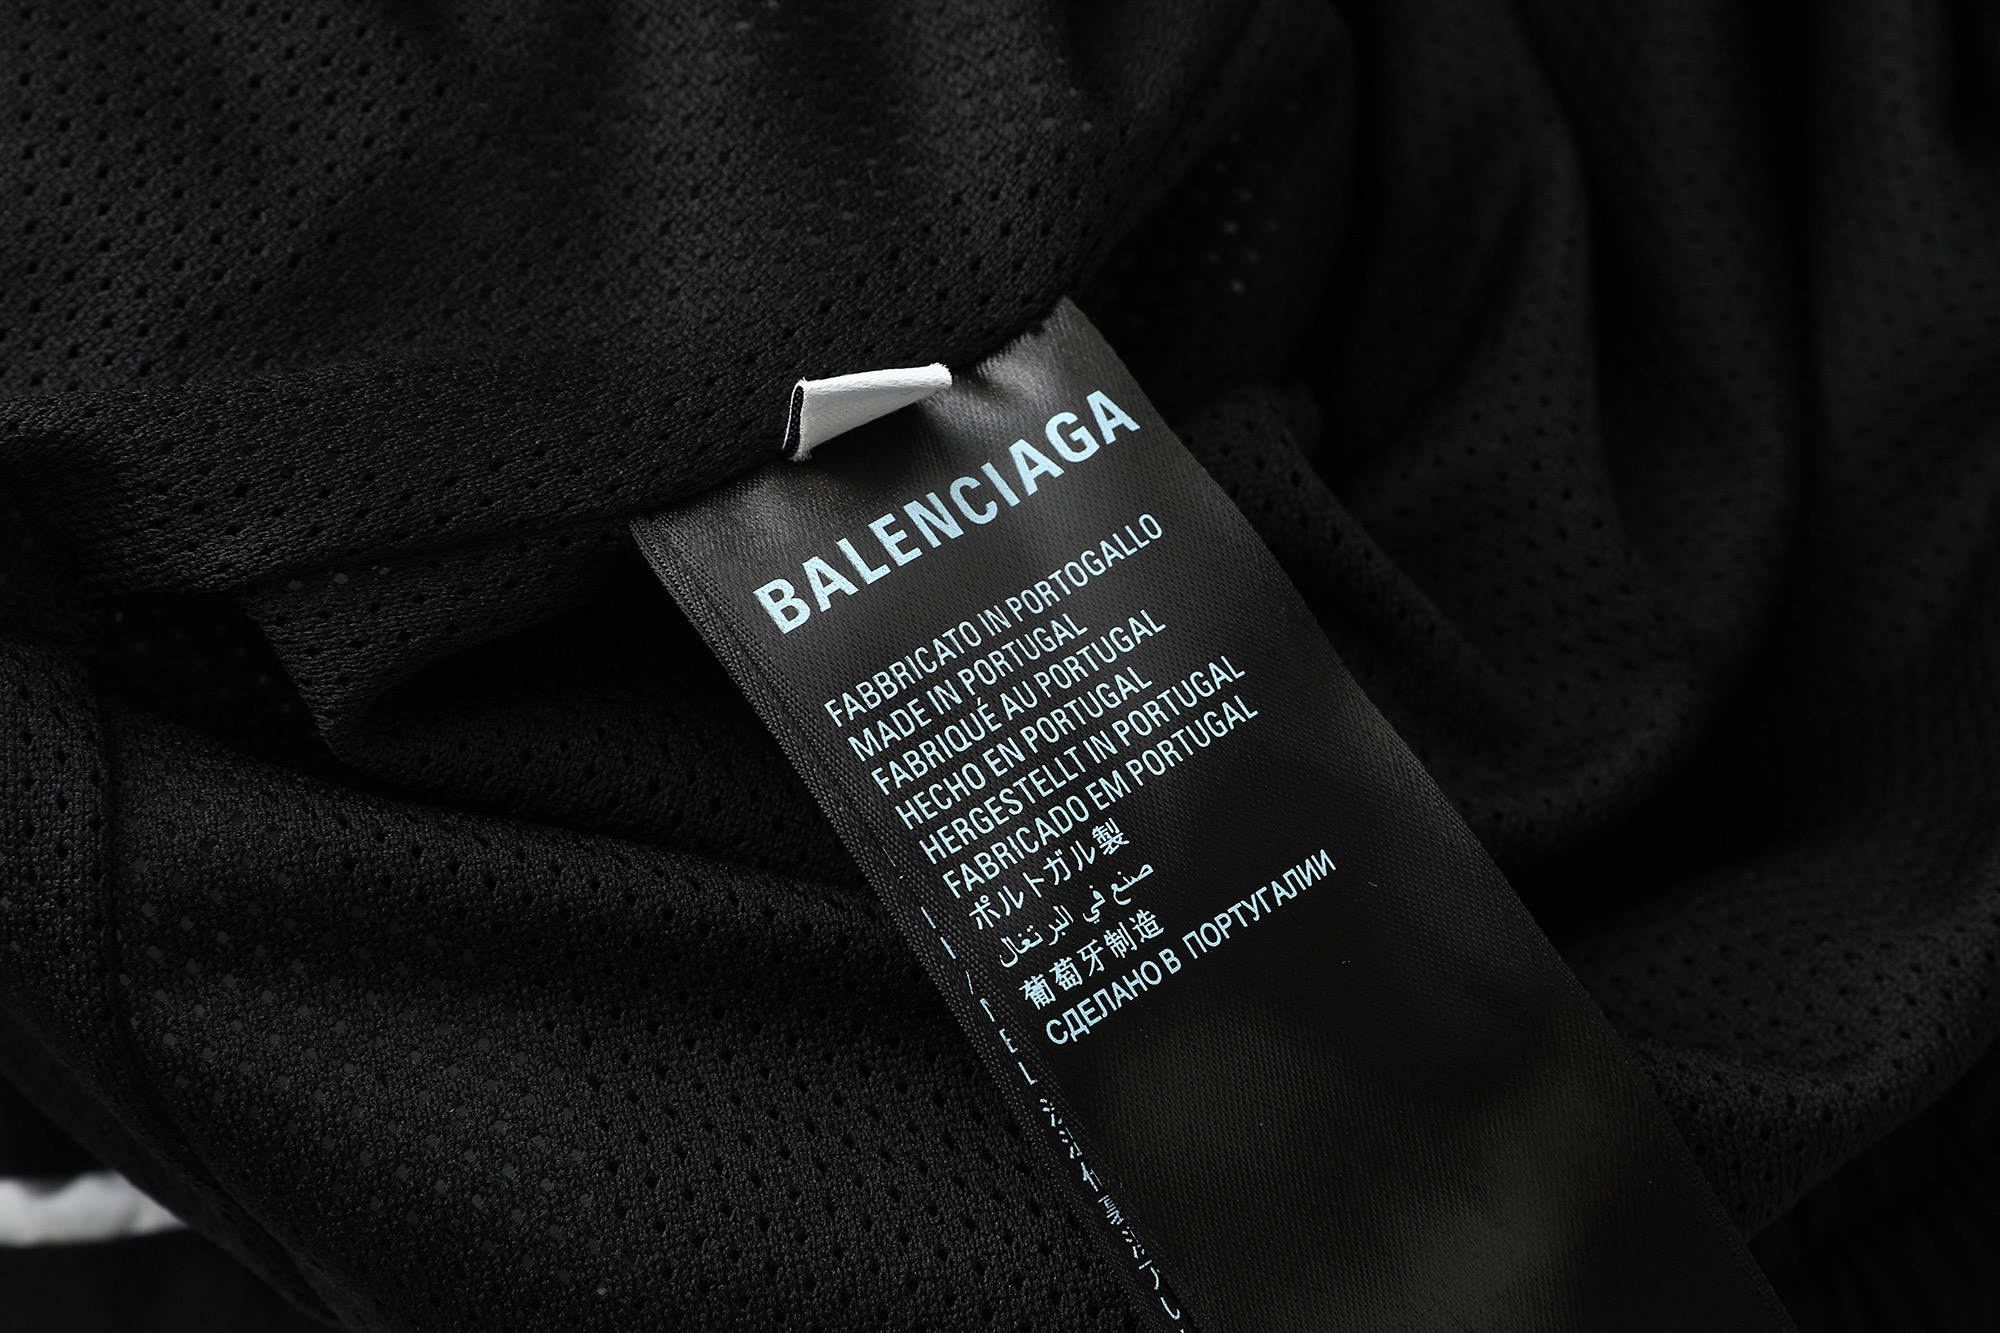 BALENCIAGA
FABBRICATO IN PORTOGALLO
MADE IN PORTUGAL
FABRIQUÉ AU PORTUGAL
HECHO EN PORTUGAL
HERGESTELLT IN PORTUGAL
FABRICADO EM PORTUGAL
ポルトガル製
صنع في البرتغال
葡萄牙制造
СДЕЛАНО В ПОРТУГАЛИИ